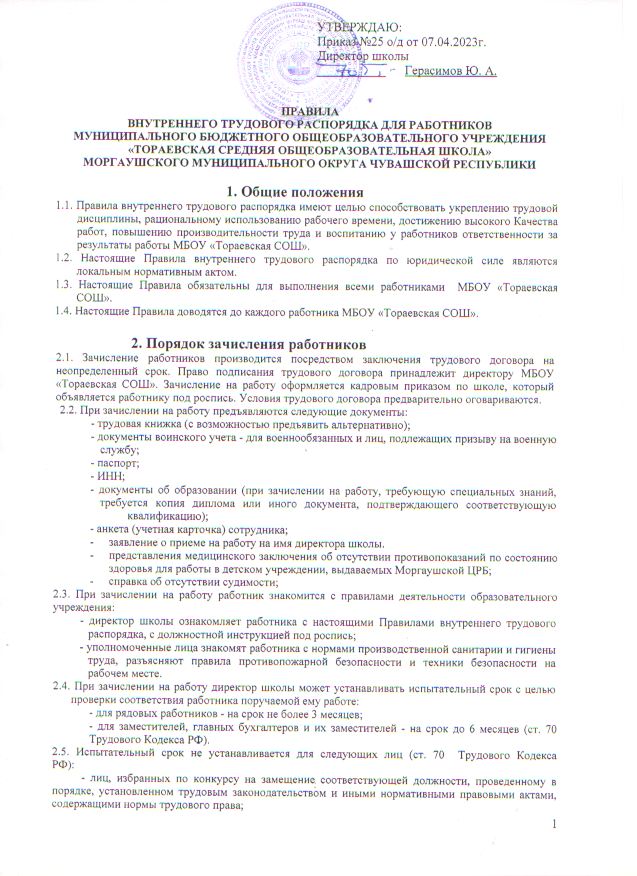 УТВЕРЖДАЮ:
Приказ №25 о/д от 07.04.2023г.
Директор школы
Герасимов Ю. А.
ПРАВИЛА
ВНУТРЕННЕГО ТРУДОВОГО РАСПОРЯДКА ДЛЯ РАБОТНИКОВ
МУНИЦИПАЛЬНОГО БЮДЖЕТНОГО ОБЩЕОБРАЗОВАТЕЛЬНОГО УЧРЕЖДЕНИЯ
«ТОРАЕВСКАЯ СРЕДНЯЯ ОБЩЕОБРАЗОВАТЕЛЬНАЯ ШКОЛА»
МОРГАУШСКОГО МУНИЦИПАЛЬНОГО ОКРУГА ЧУВАШСКОЙ РЕСПУБЛИКИ
1. Общие положения
1.1. Правила внутреннего трудового распорядка имеют целью способствовать укреплению трудовой
дисциплины, рациональному использованию рабочего времени, достижению высокого Качества
работ, повышению производительности труда и воспитанию у работников ответственности за
результаты работы МБОУ «Тораевская СОШ».
1.2. Настоящие Правила внутреннего трудового распорядка по юридической силе являются
локальным нормативным актом.
1.3. Настоящие Правила обязательны для выполнения всеми работниками МБОУ «Тораевская
СОШ».
1.4. Настоящие Правила доводятся до каждого работника МБОУ «Тораевская СОШ».
2. Порядок зачисления работников
2.1. Зачисление работников производится посредством заключения трудового договора на
неопределенный срок. Право подписания трудового договора принадлежит директору МБОУ
«Тораевская СОШ». Зачисление на работу оформляется кадровым приказом по школе, который
объявляется работнику под роспись. Условия трудового договора предварительно оговариваются.
2.2. При зачислении на работу предъявляются следующие документы:
- трудовая книжка (с возможностью предъявить альтернативно);
- документы воинского учета - для военнообязанных и лиц, подлежащих призыву на военную
службу;
- паспорт;
- ИНН;
- документы об образовании (при зачислении на работу, требующую специальных знаний,
требуется копия диплома или иного документа, подтверждающего соответствующую
квалификацию);
- анкета (учетная карточка) сотрудника;
- заявление о приеме на работу на имя директора школы.
- представления медицинского заключения об отсутствии противопоказаний по состоянию
здоровья для работы в детском учреждении, выдаваемых Моргаушской ЦРБ;
- справка об отсутствии судимости;
2.3. При зачислении на работу работник знакомится с правилами деятельности образовательного
учреждения:
- директор школы ознакомляет работника с настоящими Правилами внутреннего трудового
распорядка, с должностной инструкцией под роспись;
- уполномоченные лица знакомят работника с нормами производственной санитарии и гигиены
труда, разъясняют правила противопожарной безопасности и техники безопасности на
рабочем месте.
2.4. При зачислении на работу директор школы может устанавливать испытательный срок с целью
проверки соответствия работника поручаемой ему работе:
- для рядовых работников - на срок не более 3 месяцев;
- для заместителей, главных бухгалтеров и их заместителей - на срок до 6 месяцев (ст. 70
Трудового Кодекса РФ).
2.5. Испытательный срок не устанавливается для следующих лиц (ст. 70 Трудового Кодекса
РФ):
- лиц, избранных по конкурсу на замещение соответствующей должности, проведенному в
порядке, установленном трудовым законодательством и иными нормативными правовыми актами,
содержащими нормы трудового права;
1